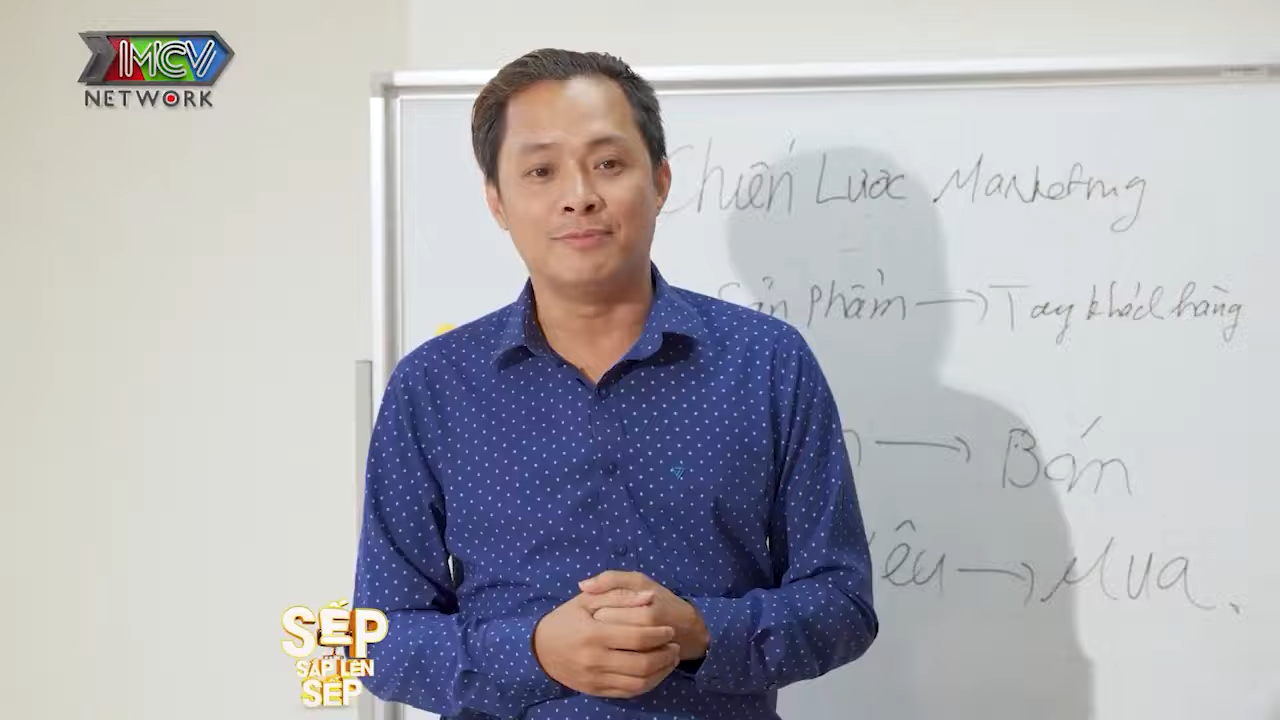 MCV
NETWORK
Chiến Lược Marketing
Sản phẩm → Tay khách hàng
→ Bán
→ Mua.
SẾP
SẮP LÊN
SẾP